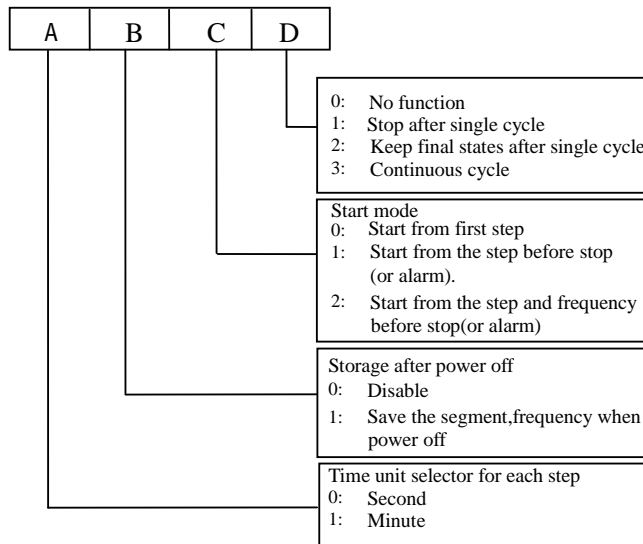 A B C D
0: No function
1: Stop after single cycle
2: Keep final states after single cycle
3: Continuous cycle
Start mode
0: Start from first step
1: Start from the step before stop
(or alarm).
2: Start from the step and frequency
before stop(or alarm)
Storage after power off
0: Disable
1: Save the segment,frequency when
power off
Time unit selector for each step
0: Second
1: Minute